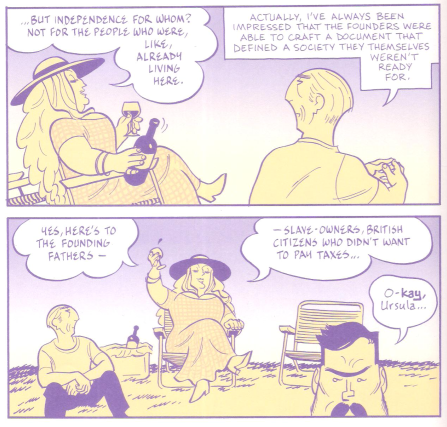 ...BUT INDEPENDENCE FOR WHOM?
NOT FOR THE PEOPLE WHO WERE,
LIKE,
ALREADY
LIVING
HERE.
ACTUALLY, I'VE ALWAYS BEEN
IMPRESSED THAT THE FOUNDERS WERE
ABLE TO CRAFT A DOCUMENT THAT
DEFINED A SOCIETY THEY THEMSELVES
WEREN'T
READY
FOR.
YES, HERE'S TO
THE FOUNDING
FATHERS —
— SLAVE-OWNERS, BRITISH
CITIZENS WHO DIDN'T WANT
TO PAY TAXES...
O-kay,
Ursula...